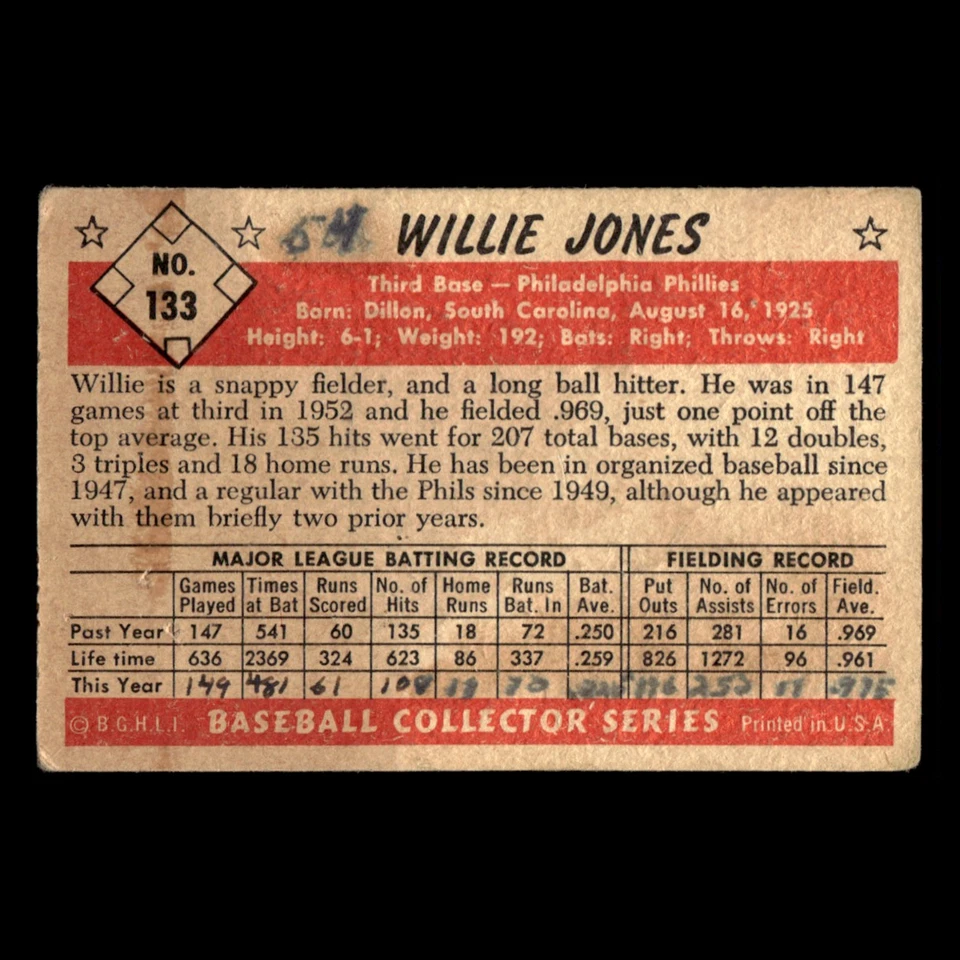 54 WILLIE JONES
NO.
133
Third Base — Philadelphia Phillies
Born: Dillon, South Carolina, August 16, 1925
Height: 6-1; Weight: 192; Bats: Right; Throws: Right
Willie is a snappy fielder, and a long ball hitter. He was in 147
games at third in 1952 and he fielded .969, just one point off the
top average. His 135 hits went for 207 total bases, with 12 doubles,
3 triples and 18 home runs. He has been in organized baseball since
1947, and a regular with the Phils since 1949, although he appeared
with them briefly two prior years.
MAJOR LEAGUE BATTING RECORD FIELDING RECORD
Games Played Times at Bat Runs Scored No. of Hits Home Runs Runs Bat. In Bat. Ave. Put Outs No. of Assists No. of Errors Field. Ave.
Past Year 147 541 60 135 18 72 .250 216 281 16 .969
Life time 636 2369 324 623 86 337 .259 826 1272 96 .961
This Year 149 481 61 108 .975
© B.G.H.L.I. BASEBALL COLLECTOR SERIES Printed in U.S.A.